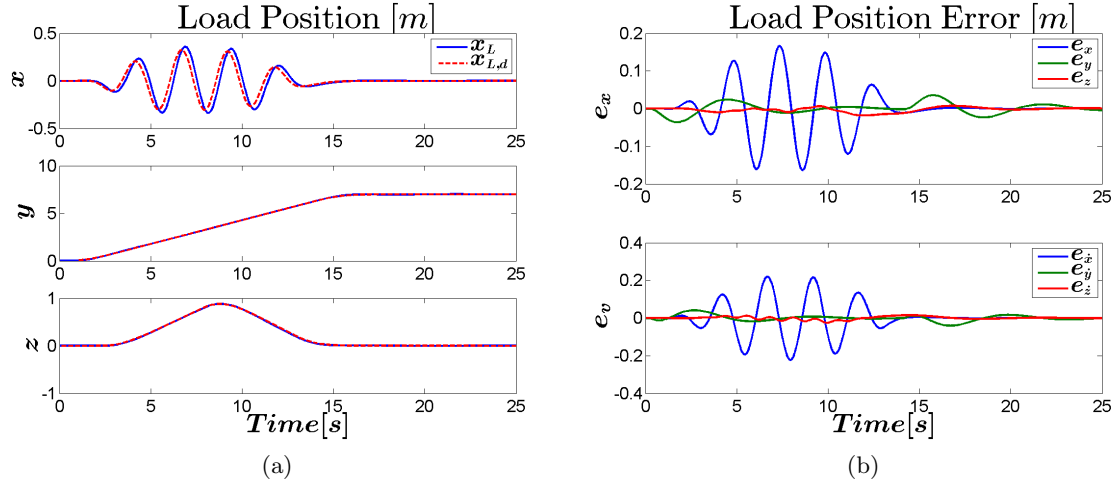 Load Position [m]
x
0.5
0
-0.5
x_L
x_{L,d}
0 5 10 15 20 25
y
10
5
0
0 5 10 15 20 25
z
1
0
-1
0 5 10 15 20 25
Time[s]
(a)
Load Position Error [m]
e_x
0.2
0.1
0
-0.1
-0.2
e_x
e_y
e_z
0 5 10 15 20 25
e_v
0.4
0.2
0
-0.2
-0.4
e_ẋ
e_ẏ
e_ż
0 5 10 15 20 25
Time[s]
(b)